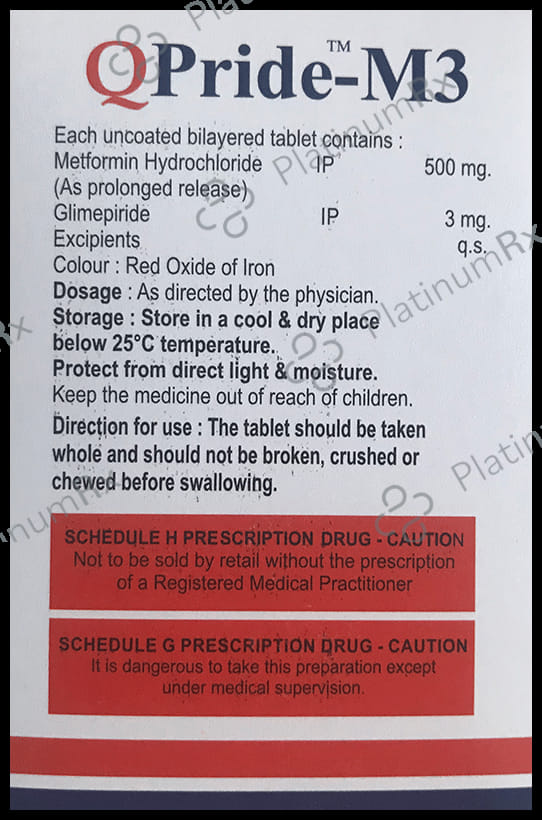 QPride™-M3
Each uncoated bilayered tablet contains :
Metformin Hydrochloride IP 500 mg.
(As prolonged release)
Glimepiride IP 3 mg.
Excipients q.s.
Colour : Red Oxide of Iron
Dosage : As directed by the physician.
Storage : Store in a cool & dry place
below 25°C temperature.
Protect from direct light & moisture.
Keep the medicine out of reach of children.
Direction for use : The tablet should be taken
whole and should not be broken, crushed or
chewed before swallowing.
SCHEDULE H PRESCRIPTION DRUG - CAUTION
Not to be sold by retail without the prescription
of a Registered Medical Practitioner
SCHEDULE G PRESCRIPTION DRUG - CAUTION
It is dangerous to take this preparation except
under medical supervision.
PlatinumRx
PlatinumRx
PlatinumRx
PlatinumRx